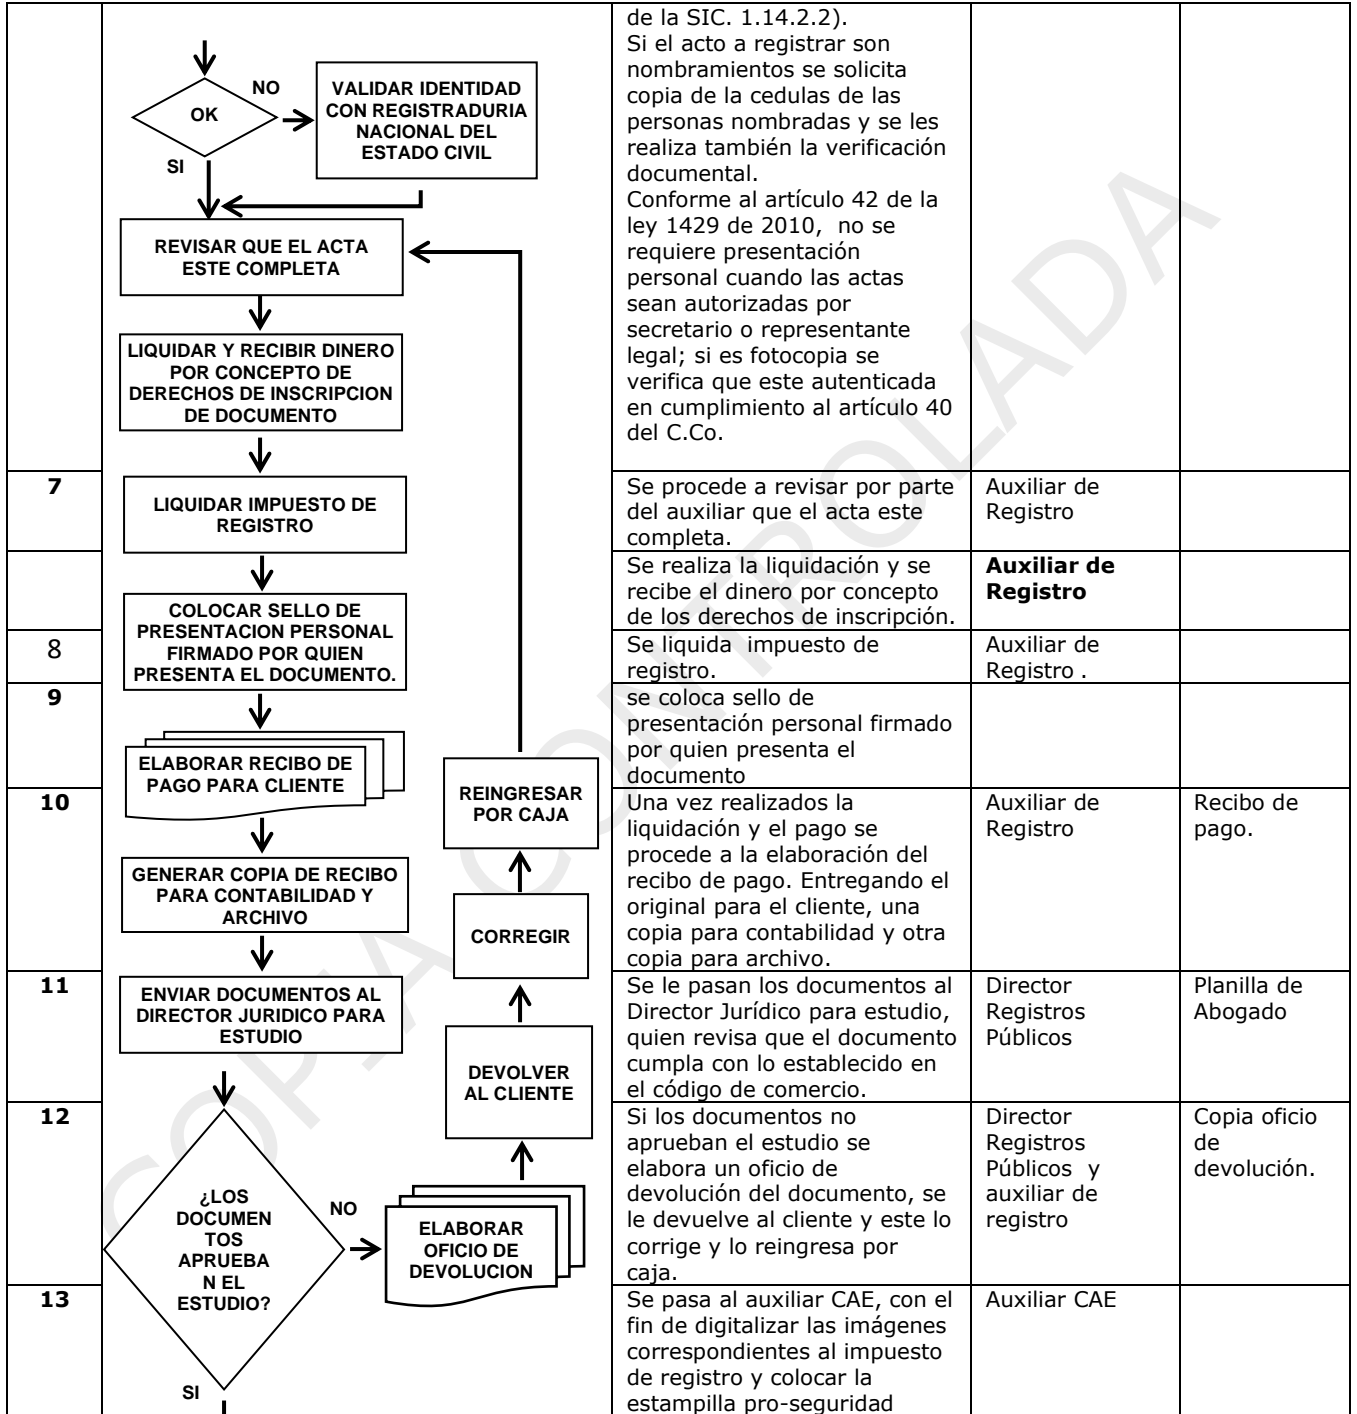 de la SIC. 1.14.2.2).
Si el acto a registrar son
nombramientos se solicita
copia de la cedulas de las
personas nombradas y se les
realiza también la verificación
documental.
Conforme al artículo 42 de la
ley 1429 de 2010, no se
requiere presentación
personal cuando las actas
sean autorizadas por
secretario o representante
legal; si es fotocopia se
verifica que este autenticada
en cumplimiento al artículo 40
del C.Co.
OK
NO
SI
VALIDAR IDENTIDAD
CON REGISTRADURIA
NACIONAL DEL
ESTADO CIVIL
REVISAR QUE EL ACTA
ESTE COMPLETA
LIQUIDAR Y RECIBIR DINERO
POR CONCEPTO DE
DERECHOS DE INSCRIPCION
DE DOCUMENTO
7
LIQUIDAR IMPUESTO DE
REGISTRO
Se procede a revisar por parte
del auxiliar que el acta este
completa.
Auxiliar de
Registro
Se realiza la liquidación y se
recibe el dinero por concepto
de los derechos de inscripción.
Auxiliar de
Registro
COLOCAR SELLO DE
PRESENTACION PERSONAL
FIRMADO POR QUIEN
PRESENTA EL DOCUMENTO.
8
Se liquida impuesto de
registro.
Auxiliar de
Registro .
9
se coloca sello de
presentación personal firmado
por quien presenta el
documento
ELABORAR RECIBO DE
PAGO PARA CLIENTE
REINGRESAR
POR CAJA
10
Una vez realizados la
liquidación y el pago se
procede a la elaboración del
recibo de pago. Entregando el
original para el cliente, una
copia para contabilidad y otra
copia para archivo.
Auxiliar de
Registro
Recibo de
pago.
GENERAR COPIA DE RECIBO
PARA CONTABILIDAD Y
ARCHIVO
CORREGIR
11
ENVIAR DOCUMENTOS AL
DIRECTOR JURIDICO PARA
ESTUDIO
DEVOLVER
AL CLIENTE
Se le pasan los documentos al
Director Jurídico para estudio,
quien revisa que el documento
cumpla con lo establecido en
el código de comercio.
Director
Registros
Públicos
Planilla de
Abogado
12
¿LOS
DOCUMEN
TOS
APRUEBA
N EL
ESTUDIO?
NO
SI
ELABORAR
OFICIO DE
DEVOLUCION
Si los documentos no
aprueban el estudio se
elabora un oficio de
devolución del documento, se
le devuelve al cliente y este lo
corrige y lo reingresa por
caja.
Director
Registros
Públicos y
auxiliar de
registro
Copia oficio
de
devolución.
13
Se pasa al auxiliar CAE, con el
fin de digitalizar las imágenes
correspondientes al impuesto
de registro y colocar la
estampilla pro-seguridad
Auxiliar CAE
COPIA CONTROLADA